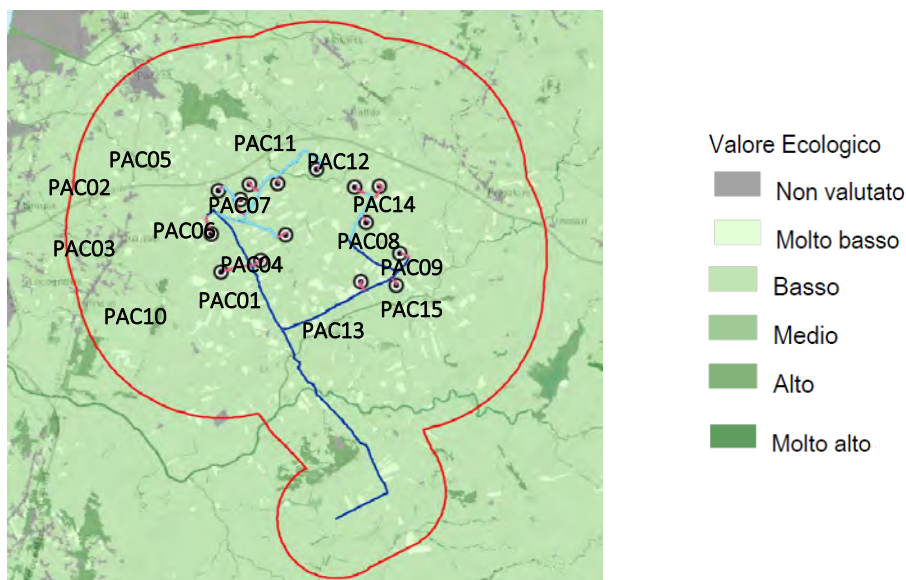 PAC11
PAC05
PAC12
PAC02
PAC07
PAC14
PAC06
PAC08
PAC03
PAC04
PAC09
PAC01
PAC15
PAC10
PAC13
Valore Ecologico
Non valutato
Molto basso
Basso
Medio
Alto
Molto alto